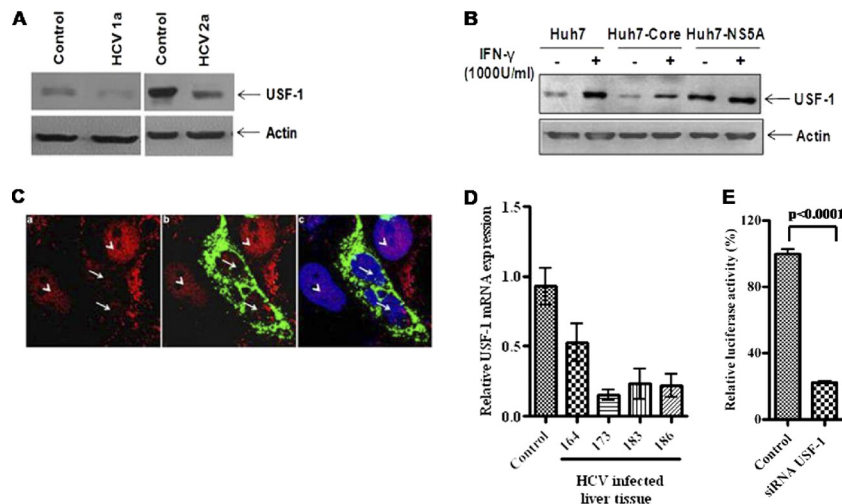 A
Control
HCV 1a
Control
HCV 2a
USF-1
Actin
B
Huh7 Huh7-Core Huh7-NS5A
IFN-γ
(1000U/ml)
- + - + - +
USF-1
Actin
C
a b c
D
Relative USF-1 mRNA expression
1.5
1.0
0.5
0.0
Control
164
173
183
186
HCV infected
liver tissue
E
p<0.0001
Relative luciferase activity (%)
120
80
40
0
Control
siRNA USF-1